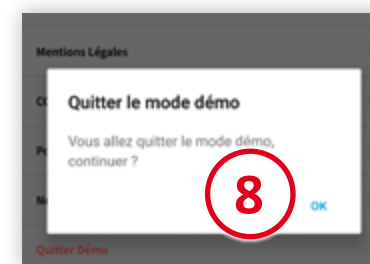 Mentions Légales
Quitter le mode démo
Vous allez quitter le mode démo,
continuer ?
8
OK
Quitter Démo